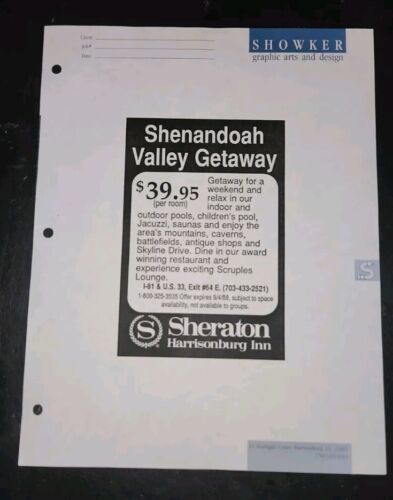 Client
Job#
Date
SHOWKER
graphic arts and design
Shenandoah
Valley Getaway
$39.95
(per room)
Getaway for a
weekend and
relax in our
indoor and
outdoor pools, children's pool,
Jacuzzi, saunas and enjoy the
area's mountains, caverns,
battlefields, antique shops and
Skyline Drive. Dine in our award
winning restaurant and
experience exciting Scruples
Lounge.
I-81 & U.S. 33, Exit #64 E. (703-433-2521)
1-800-325-3535 Offer expires 9/4/88, subject to space
availability, not available to groups.
S
Sheraton
Harrisonburg Inn
S
Harrisonburg